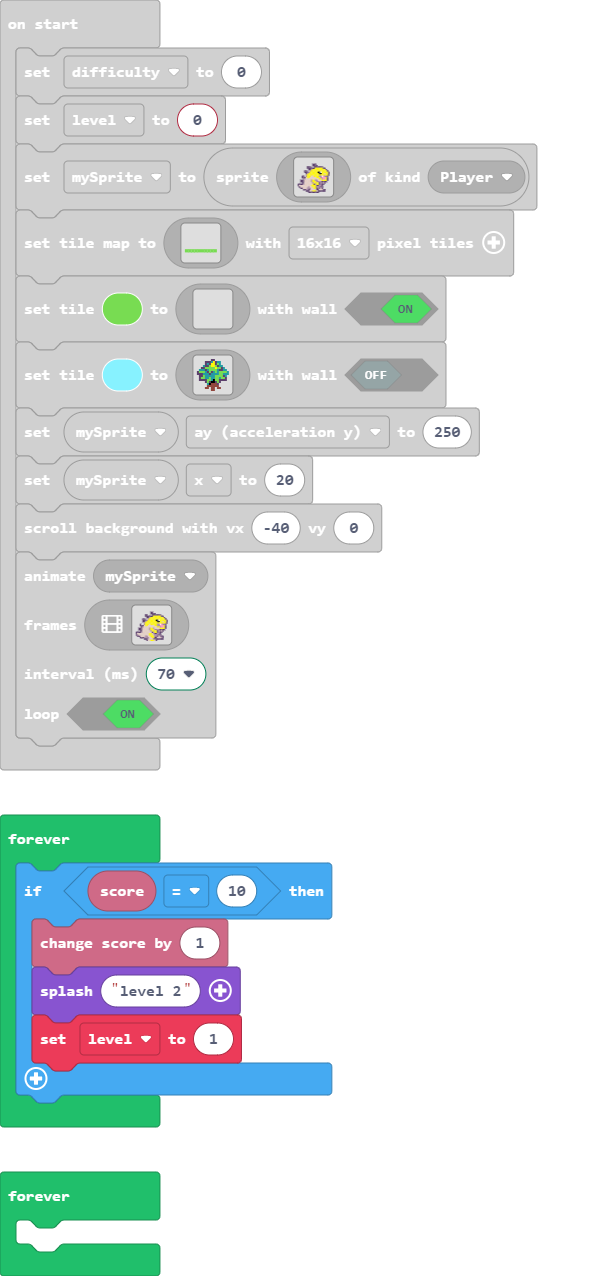 on start
set difficulty to 0
set level to 0
set mySprite to sprite of kind Player
set tile map to with 16x16 pixel tiles
set tile to with wall ON
set tile to with wall OFF
set mySprite ay (acceleration y) to 250
set mySprite x to 20
scroll background with vx -40 vy 0
animate mySprite
frames
interval (ms) 70
loop ON
forever
if score = 10 then
change score by 1
splash "level 2"
set level to 1
forever